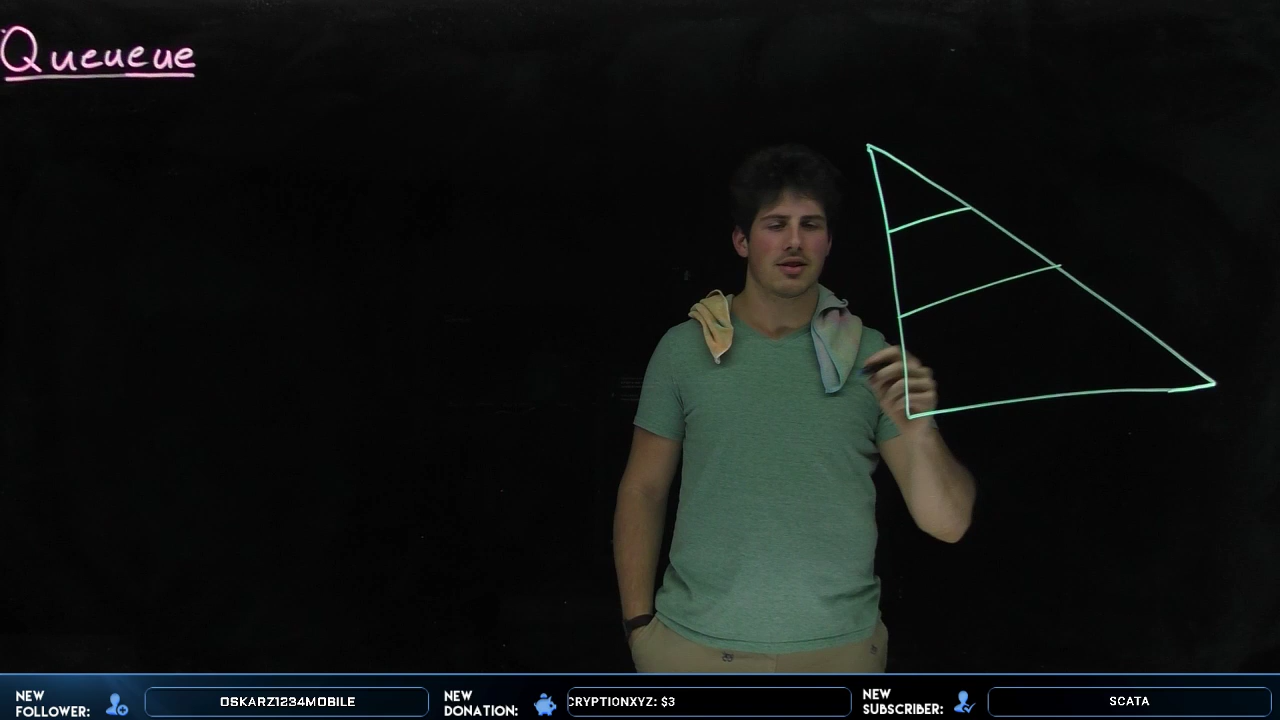 Queueue
NEW FOLLOWER:
OSKARZ1234MOBILE
NEW DONATION:
CRYPTIONXYZ: $3
NEW SUBSCRIBER:
SCATA